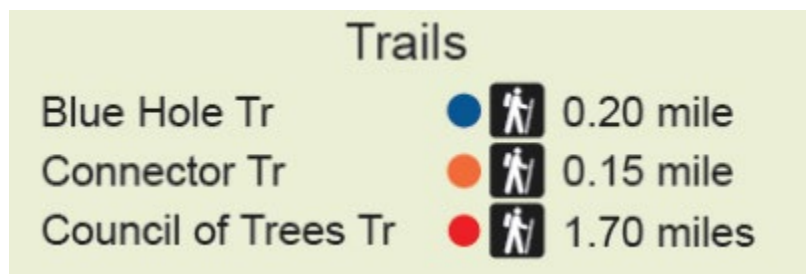 Trails
Blue Hole Tr 0.20 mile
Connector Tr 0.15 mile
Council of Trees Tr 1.70 miles